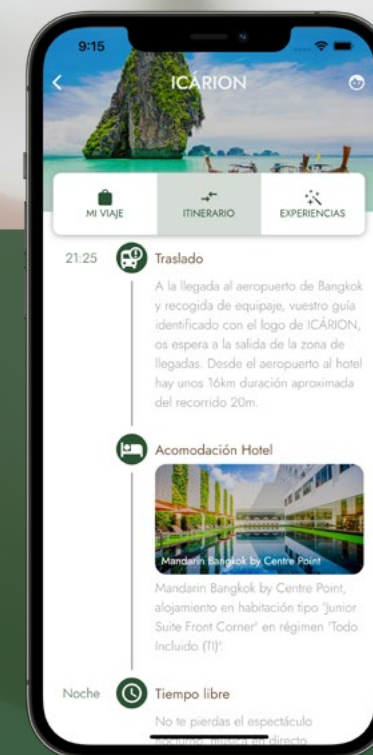 9:15
ICÁRION
MI VIAJE
ITINERARIO
EXPERIENCIAS
21:25
Traslado
A la llegada al aeropuerto de Bangkok
y recogida de equipaje, vuestro guía
identificado con el logo de ICÁRION,
os espera a la salida de la zona de
llegadas. Desde el aeropuerto al hotel
hay unos 16km duración aproximada
del recorrido 20m.
Acomodación Hotel
Mandarin Bangkok by Centre Point
Mandarin Bangkok by Centre Point,
alojamiento en habitación tipo 'Junior
Suite Front Corner' en régimen 'Todo
Incluido (TI)'.
Noche
Tiempo libre
No te pierdas el espectáculo
nocturno, música en directo